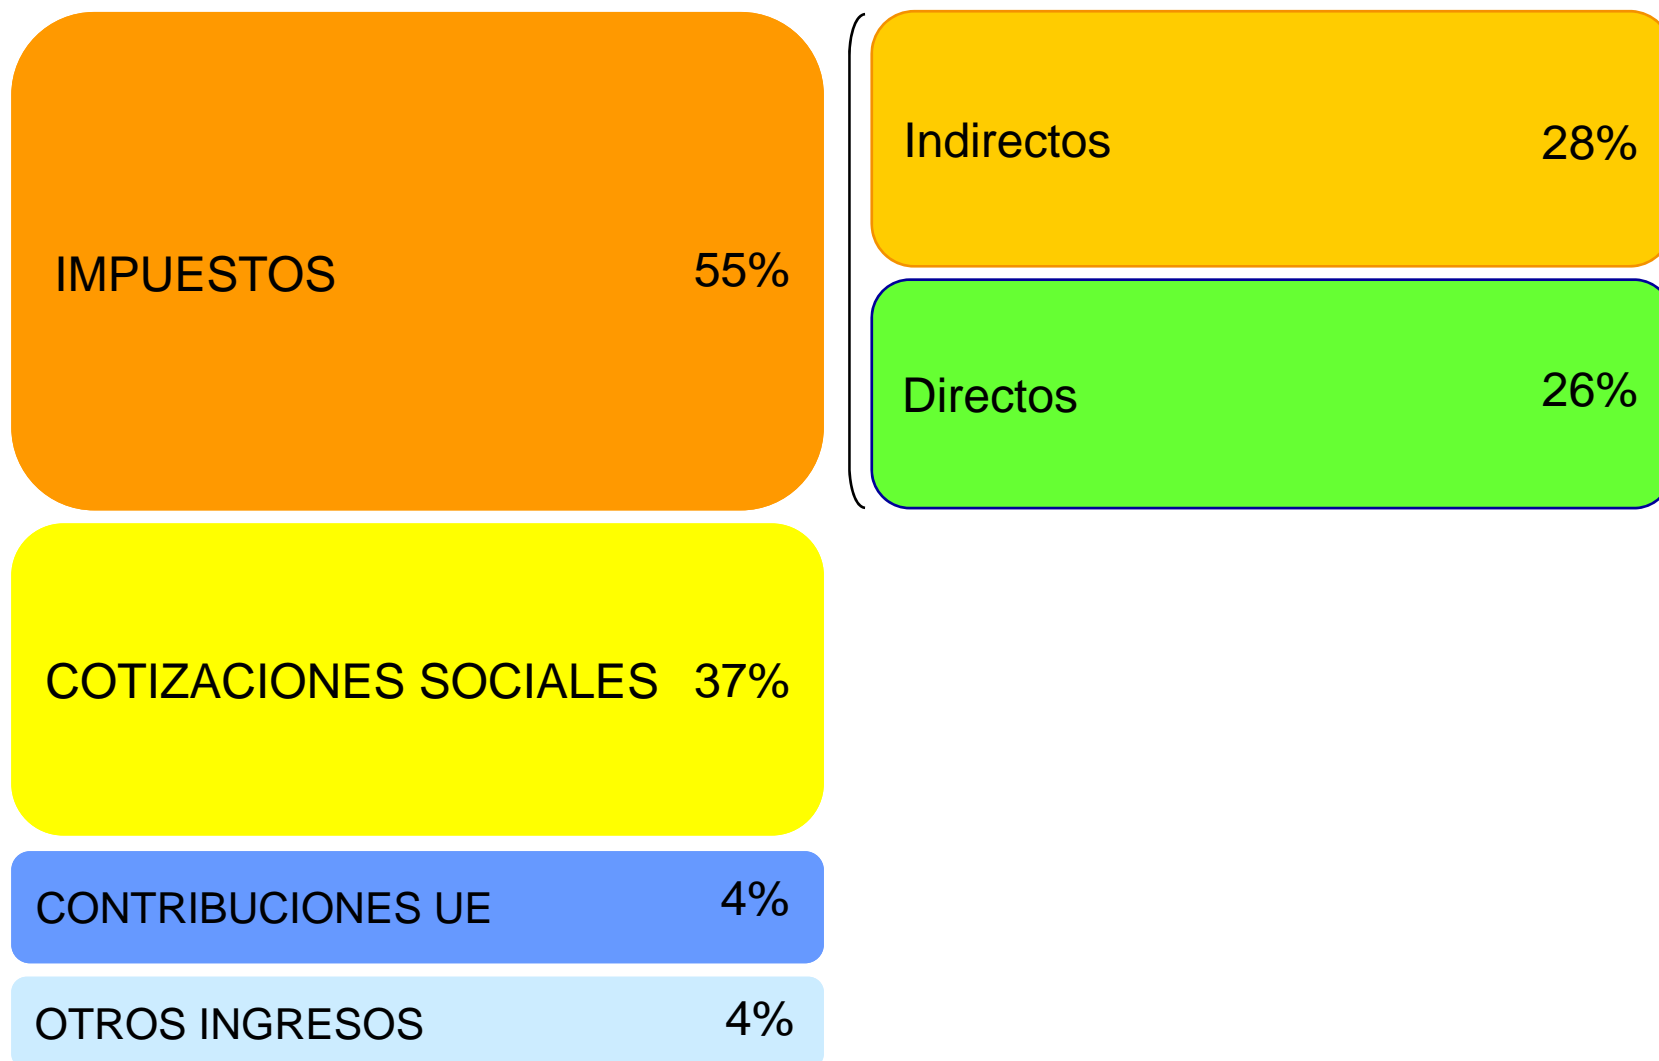 IMPUESTOS 55%
Indirectos 28%
Directos 26%
COTIZACIONES SOCIALES 37%
CONTRIBUCIONES UE 4%
OTROS INGRESOS 4%